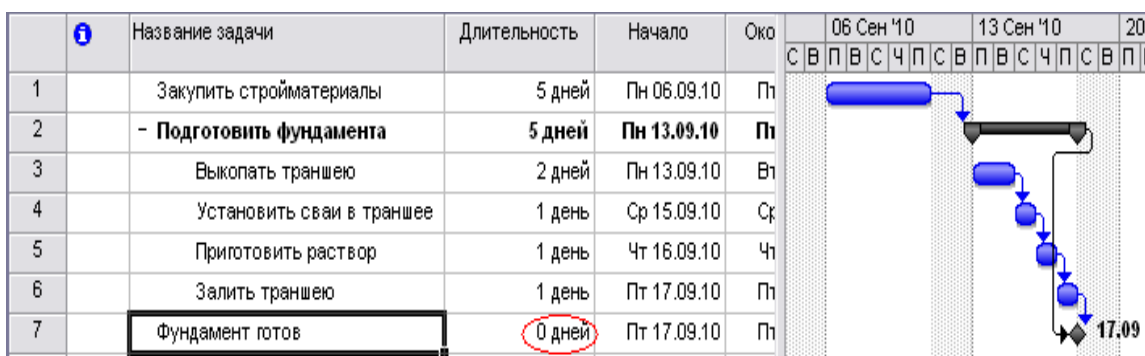 Название задачи Длительность Начало Око 06 Сен '10 13 Сен '10 20
С В П В С Ч П С В П В С Ч П С В П
1 Закупить стройматериалы 5 дней Пн 06.09.10 Пт
2 − Подготовить фундамента 5 дней Пн 13.09.10 Пт
3 Выкопать траншею 2 дней Пн 13.09.10 Вт
4 Установить сваи в траншее 1 день Ср 15.09.10 Ср
5 Приготовить раствор 1 день Чт 16.09.10 Чт
6 Залить траншею 1 день Пт 17.09.10 Пт
7 Фундамент готов 0 дней Пт 17.09.10 Пт 17.09